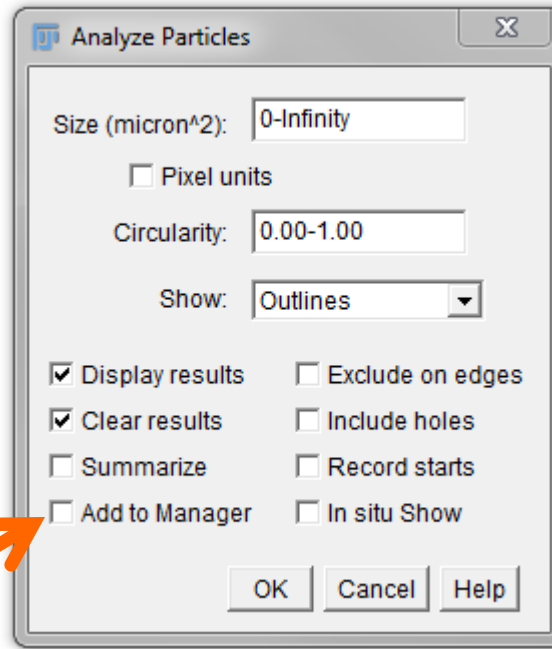 Analyze Particles
Size (micron^2): 0-Infinity
Pixel units
Circularity: 0.00-1.00
Show: Outlines
Display results Exclude on edges
Clear results Include holes
Summarize Record starts
Add to Manager In situ Show
OK Cancel Help